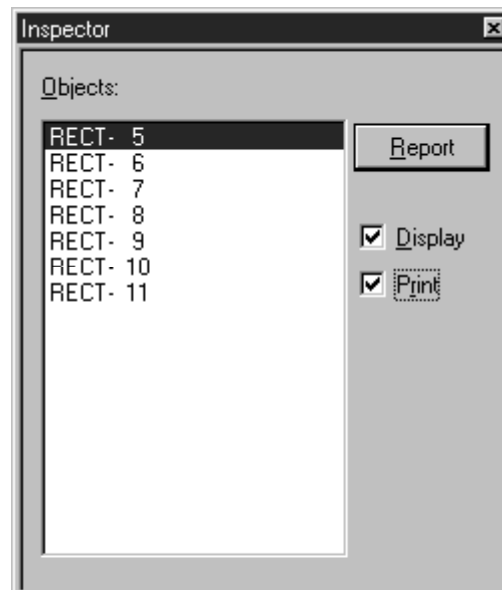 Inspector
Objects:
RECT- 5
RECT- 6
RECT- 7
RECT- 8
RECT- 9
RECT- 10
RECT- 11
Report
Display
Print